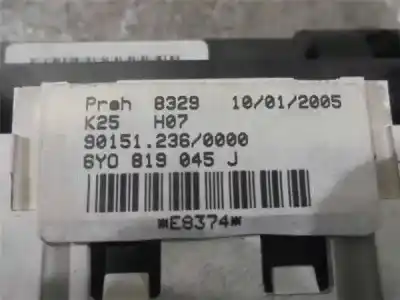 Preh 8329 10/01/2005
K25 H07
90151.236/0000
6Y0 819 045 J
*E8374*